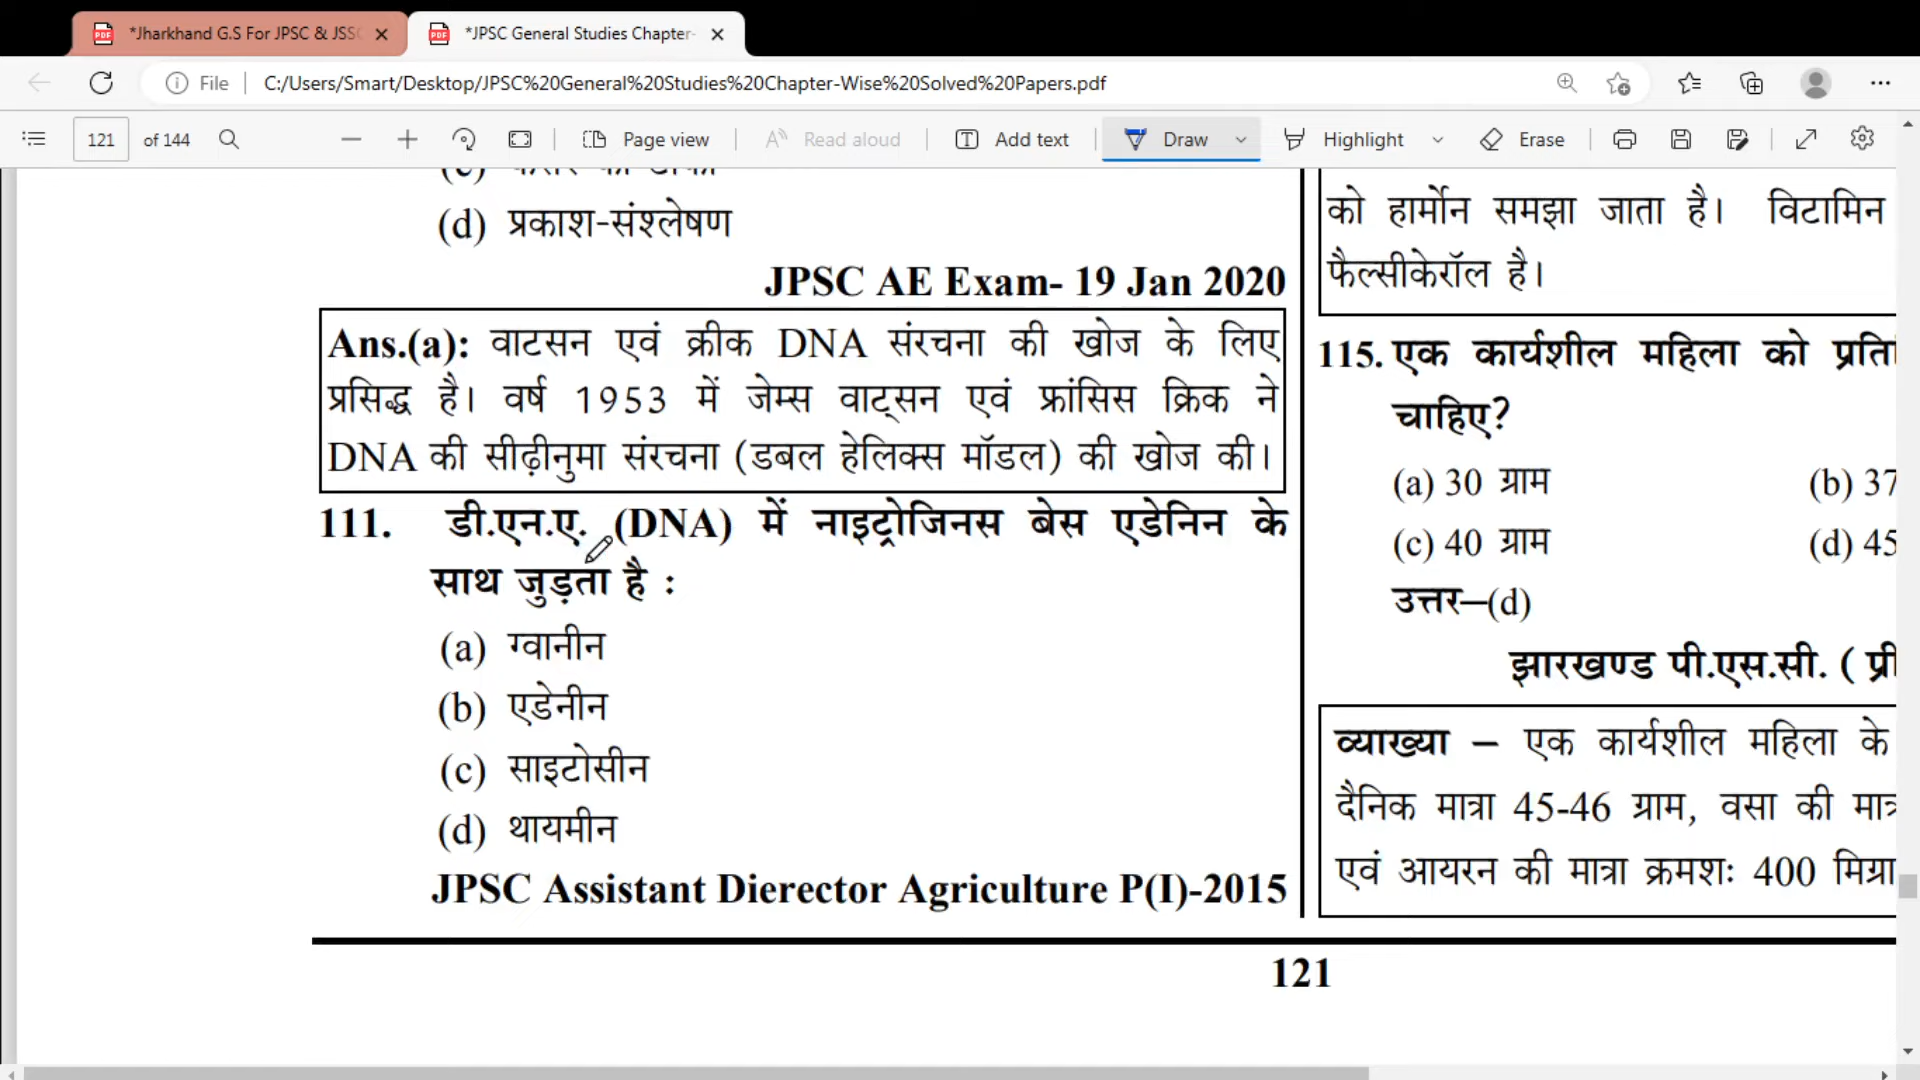 *Jharkhand G.S For JPSC & JSSC
*JPSC General Studies Chapter-
File
C:/Users/Smart/Desktop/JPSC%20General%20Studies%20Chapter-Wise%20Solved%20Papers.pdf
121 of 144
Page view
Read aloud
Add text
Draw
Highlight
Erase
(d) प्रकाश-संश्लेषण
JPSC AE Exam- 19 Jan 2020
Ans.(a): वाटसन एवं क्रीक DNA संरचना की खोज के लिए
प्रसिद्ध है। वर्ष 1953 में जेम्स वाट्सन एवं फ्रांसिस क्रिक ने
DNA की सीढ़ीनुमा संरचना (डबल हेलिक्स मॉडल) की खोज की।
111. डी.एन.ए. (DNA) में नाइट्रोजिनस बेस एडेनिन के
साथ जुड़ता है :
(a) ग्वानीन
(b) एडेनीन
(c) साइटोसीन
(d) थायमीन
JPSC Assistant Dierector Agriculture P(I)-2015
को हार्मोन समझा जाता है। विटामिन
फैल्सीकेरॉल है।
115. एक कार्यशील महिला को
चाहिए?
(a) 30 ग्राम (b) 37
(c) 40 ग्राम (d) 45
उत्तर–(d)
झारखण्ड पी.एस.सी. (
व्याख्या – एक कार्यशील महिला के
दैनिक मात्रा 45-46 ग्राम, वसा की
एवं आयरन की मात्रा क्रमशः 400
121